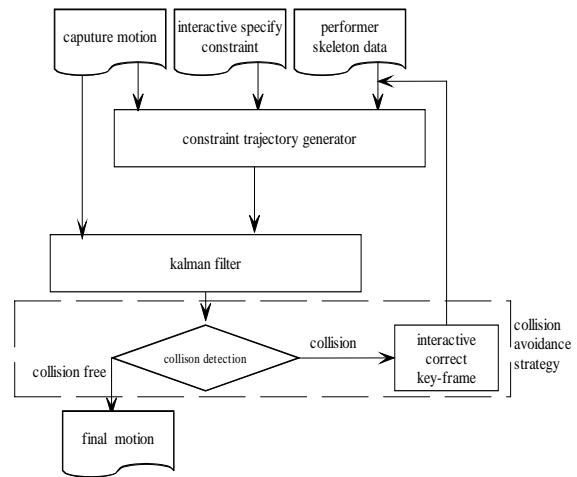 caputure motion
interactive specify
constraint
performer
skeleton data
constraint trajectory generator
kalman filter
collison detection
collision
interactive
correct
key-frame
collision
avoidance
strategy
collision free
final motion